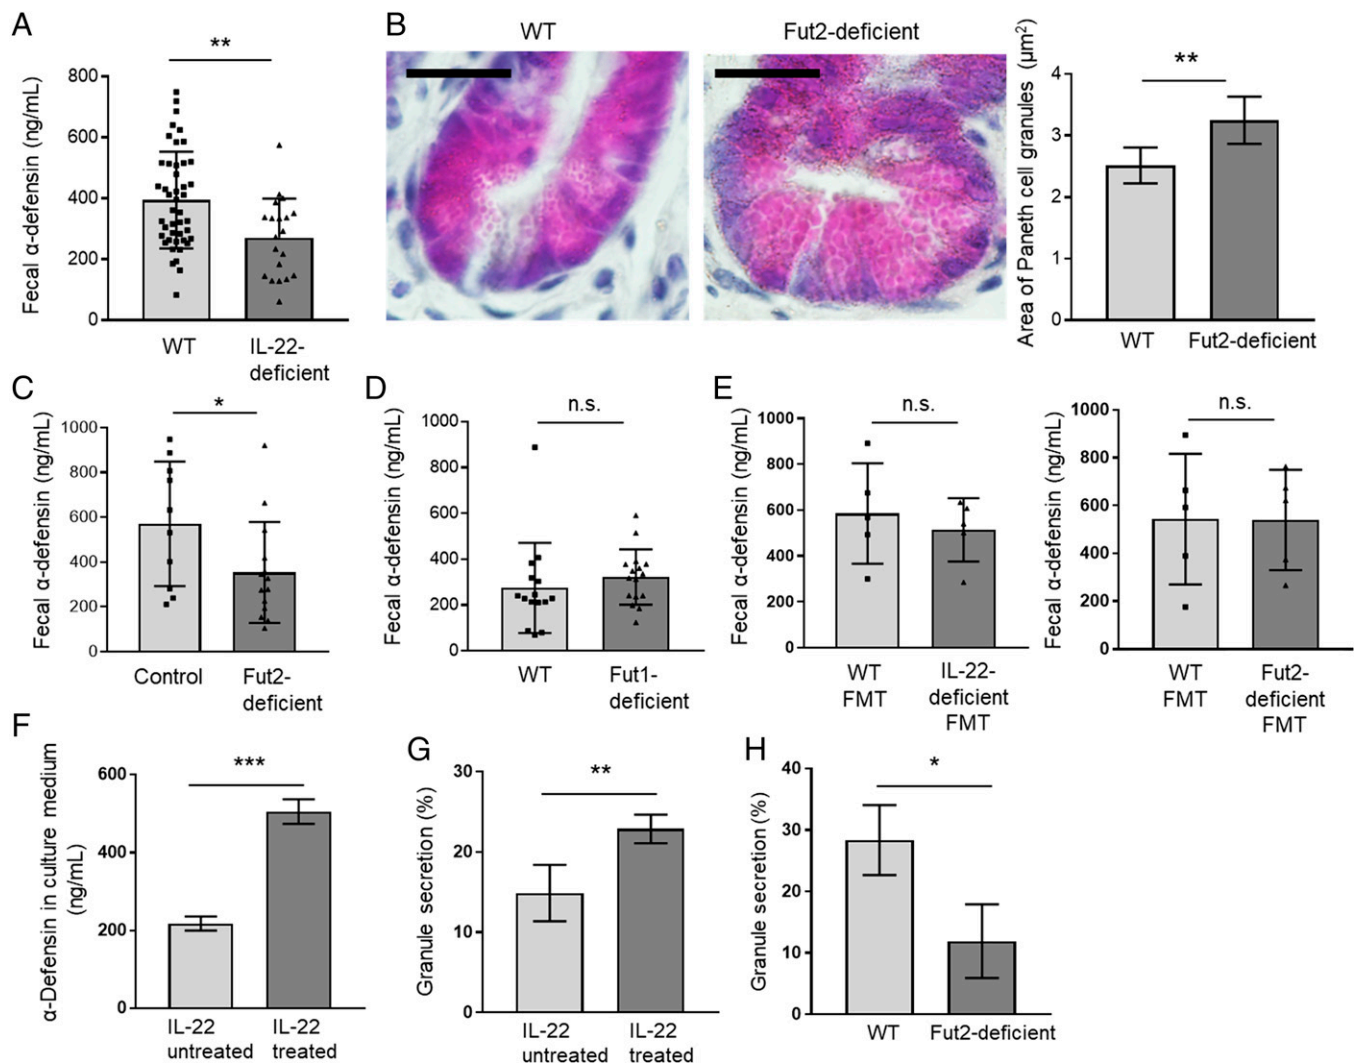 A
**
Fecal α-defensin (ng/mL)
800
600
400
200
0
WT
IL-22-
deficient
B
WT
Fut2-deficient
**
Area of Paneth cell granules (μm²)
4
3
2
1
0
WT
Fut2-deficient
C
*
Fecal α-defensin (ng/mL)
1000
800
600
400
200
0
Control
Fut2-
deficient
D
n.s.
Fecal α-defensin (ng/mL)
1000
800
600
400
200
0
WT
Fut1-
deficient
E
n.s.
Fecal α-defensin (ng/mL)
1000
800
600
400
200
0
WT
FMT
IL-22-
deficient
FMT
n.s.
Fecal α-defensin (ng/mL)
1000
800
600
400
200
0
WT
FMT
Fut2-
deficient
FMT
F
***
α-Defensin in culture medium
(ng/mL)
600
400
200
0
IL-22
untreated
IL-22
treated
G
**
Granule secretion (%)
30
20
10
0
IL-22
untreated
IL-22
treated
H
*
Granule secretion (%)
40
30
20
10
0
WT
Fut2-deficient